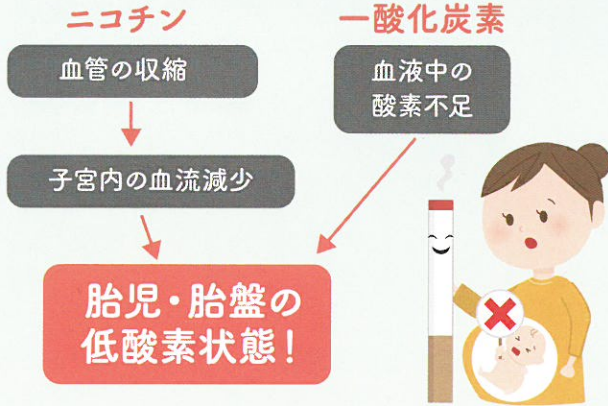 ニコチン
血管の収縮
子宮内の血流減少
一酸化炭素
血液中の
酸素不足
胎児・胎盤の
低酸素状態！